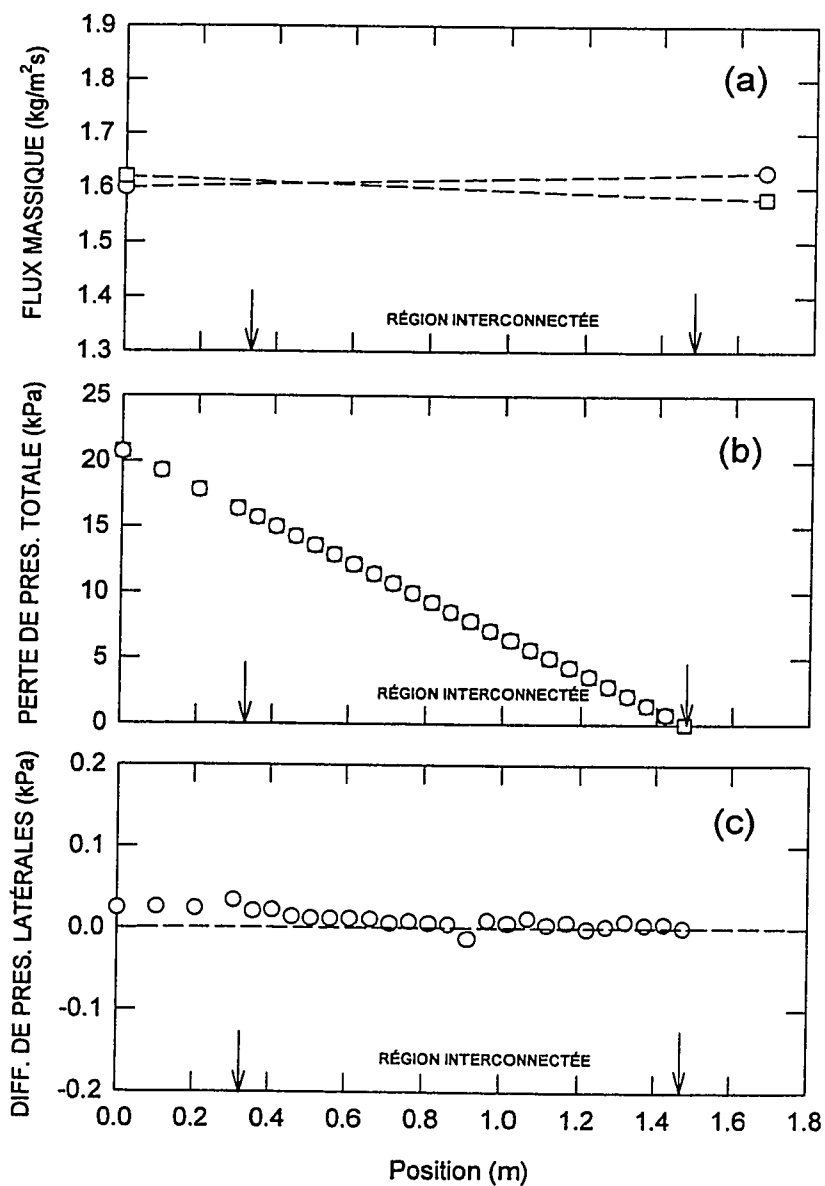 FLUX MASSIQUE (kg/m²s)
1.9
1.8
1.7
1.6
1.5
1.4
1.3
(a)
RÉGION INTERCONNECTÉE
PERTE DE PRES. TOTALE (kPa)
25
20
15
10
5
0
(b)
RÉGION INTERCONNECTÉE
DIFF. DE PRES. LATÉRALES (kPa)
0.2
0.1
0.0
-0.1
-0.2
(c)
RÉGION INTERCONNECTÉE
0.0 0.2 0.4 0.6 0.8 1.0 1.2 1.4 1.6 1.8
Position (m)